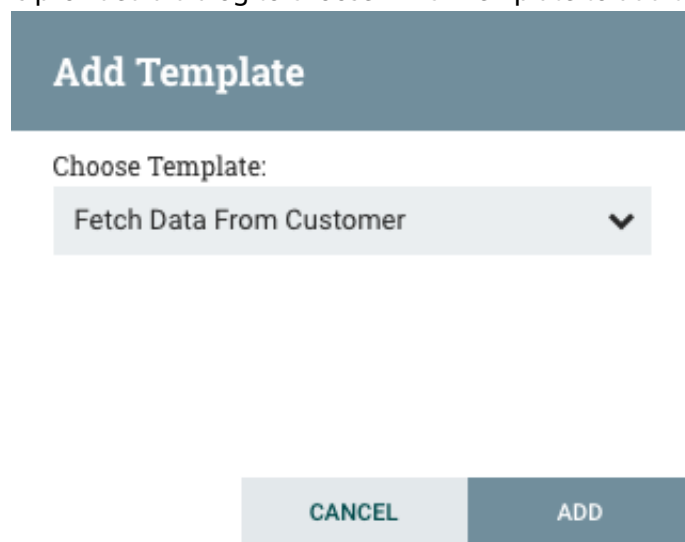 Add Template
Choose Template:
Fetch Data From Customer
CANCEL
ADD